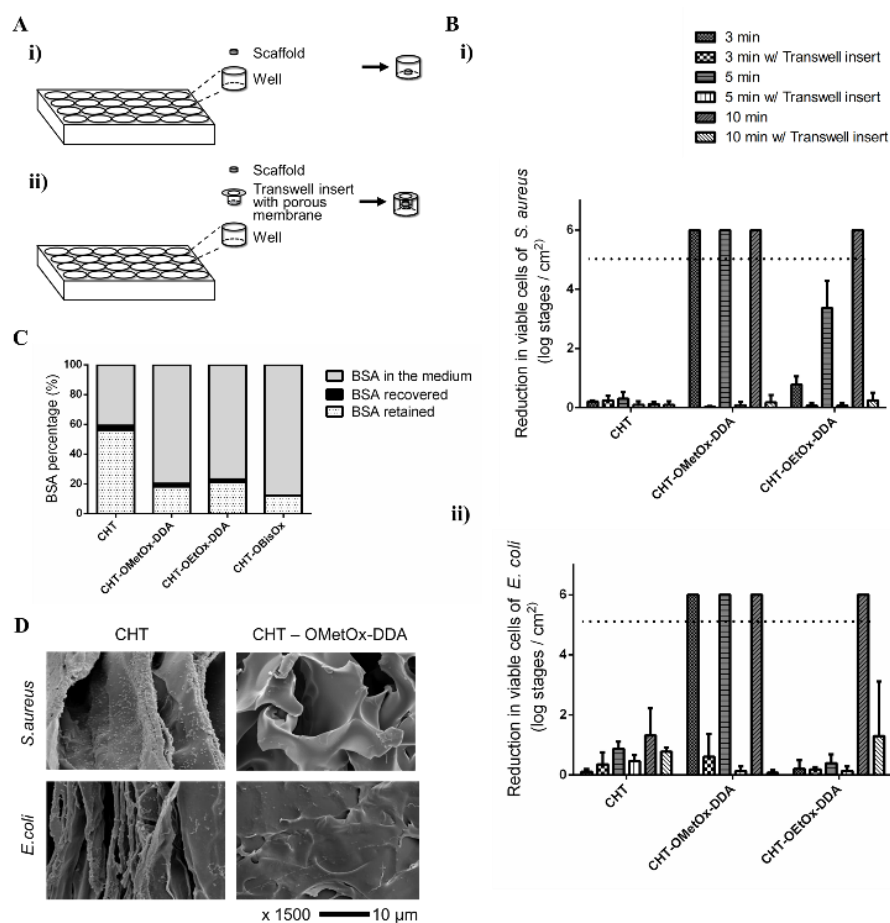 A
i)
Scaffold
Well
ii)
Scaffold
Transwell insert
with porous
membrane
Well
B
i)
3 min
3 min w/ Transwell insert
5 min
5 min w/ Transwell insert
10 min
10 min w/ Transwell insert
Reduction in viable cells of S. aureus
(log stages / cm²)
6
4
2
0
CHT
CHT-OMetOx-DDA
CHT-OEtOx-DDA
C
BSA percentage (%)
100
80
60
40
20
0
BSA in the medium
BSA recovered
BSA retained
CHT
CHT-OMetOx-DDA
CHT-OEtOx-DDA
CHT-OBisOx
ii)
Reduction in viable cells of E. coli
(log stages / cm²)
6
4
2
0
CHT
CHT-OMetOx-DDA
CHT-OEtOx-DDA
D
CHT
CHT – OMetOx-DDA
S.aureus
E.coli
x 1500 10 µm